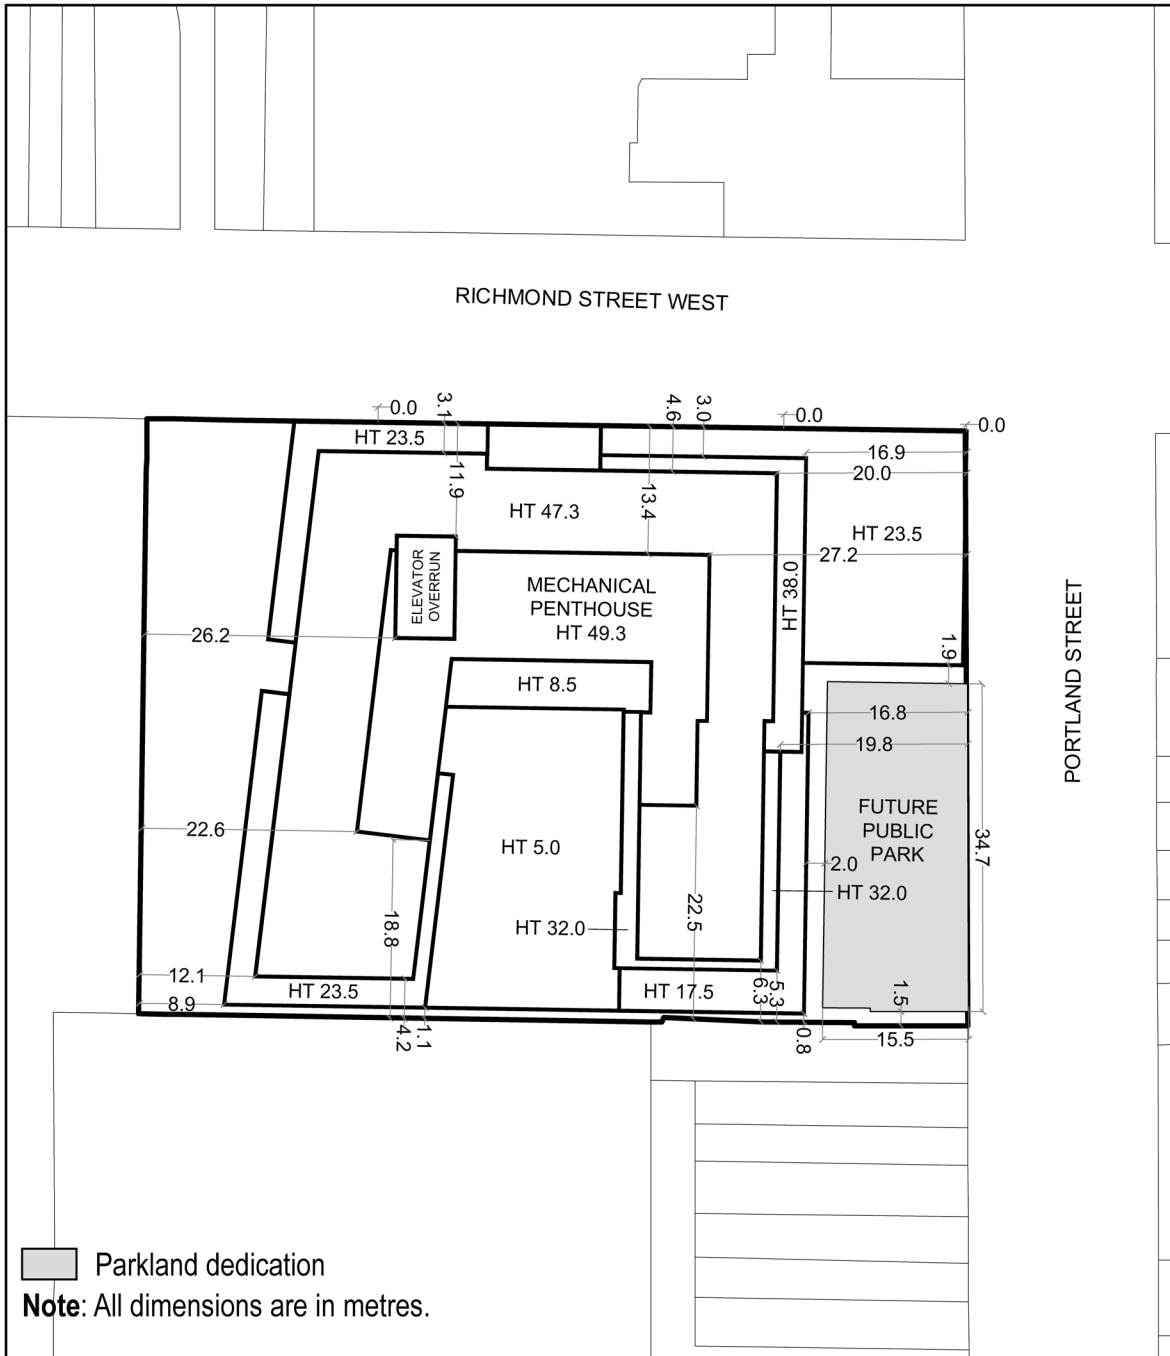 RICHMOND STREET WEST
0.0
3.1
4.6
3.0
0.0
0.0
HT 23.5
16.9
20.0
11.9
13.4
HT 47.3
HT 23.5
27.2
ELEVATOR
OVERRUN
MECHANICAL
PENTHOUSE
HT 49.3
HT 38.0
PORTLAND STREET
26.2
1.9
HT 8.5
16.8
19.8
FUTURE
PUBLIC
PARK
22.6
HT 5.0
34.7
2.0
HT 32.0
18.8
22.5
HT 32.0
12.1
HT 23.5
HT 17.5
6.3
5.3
1.5
8.9
4.2
1.1
0.8
15.5
Parkland dedication
Note: All dimensions are in metres.